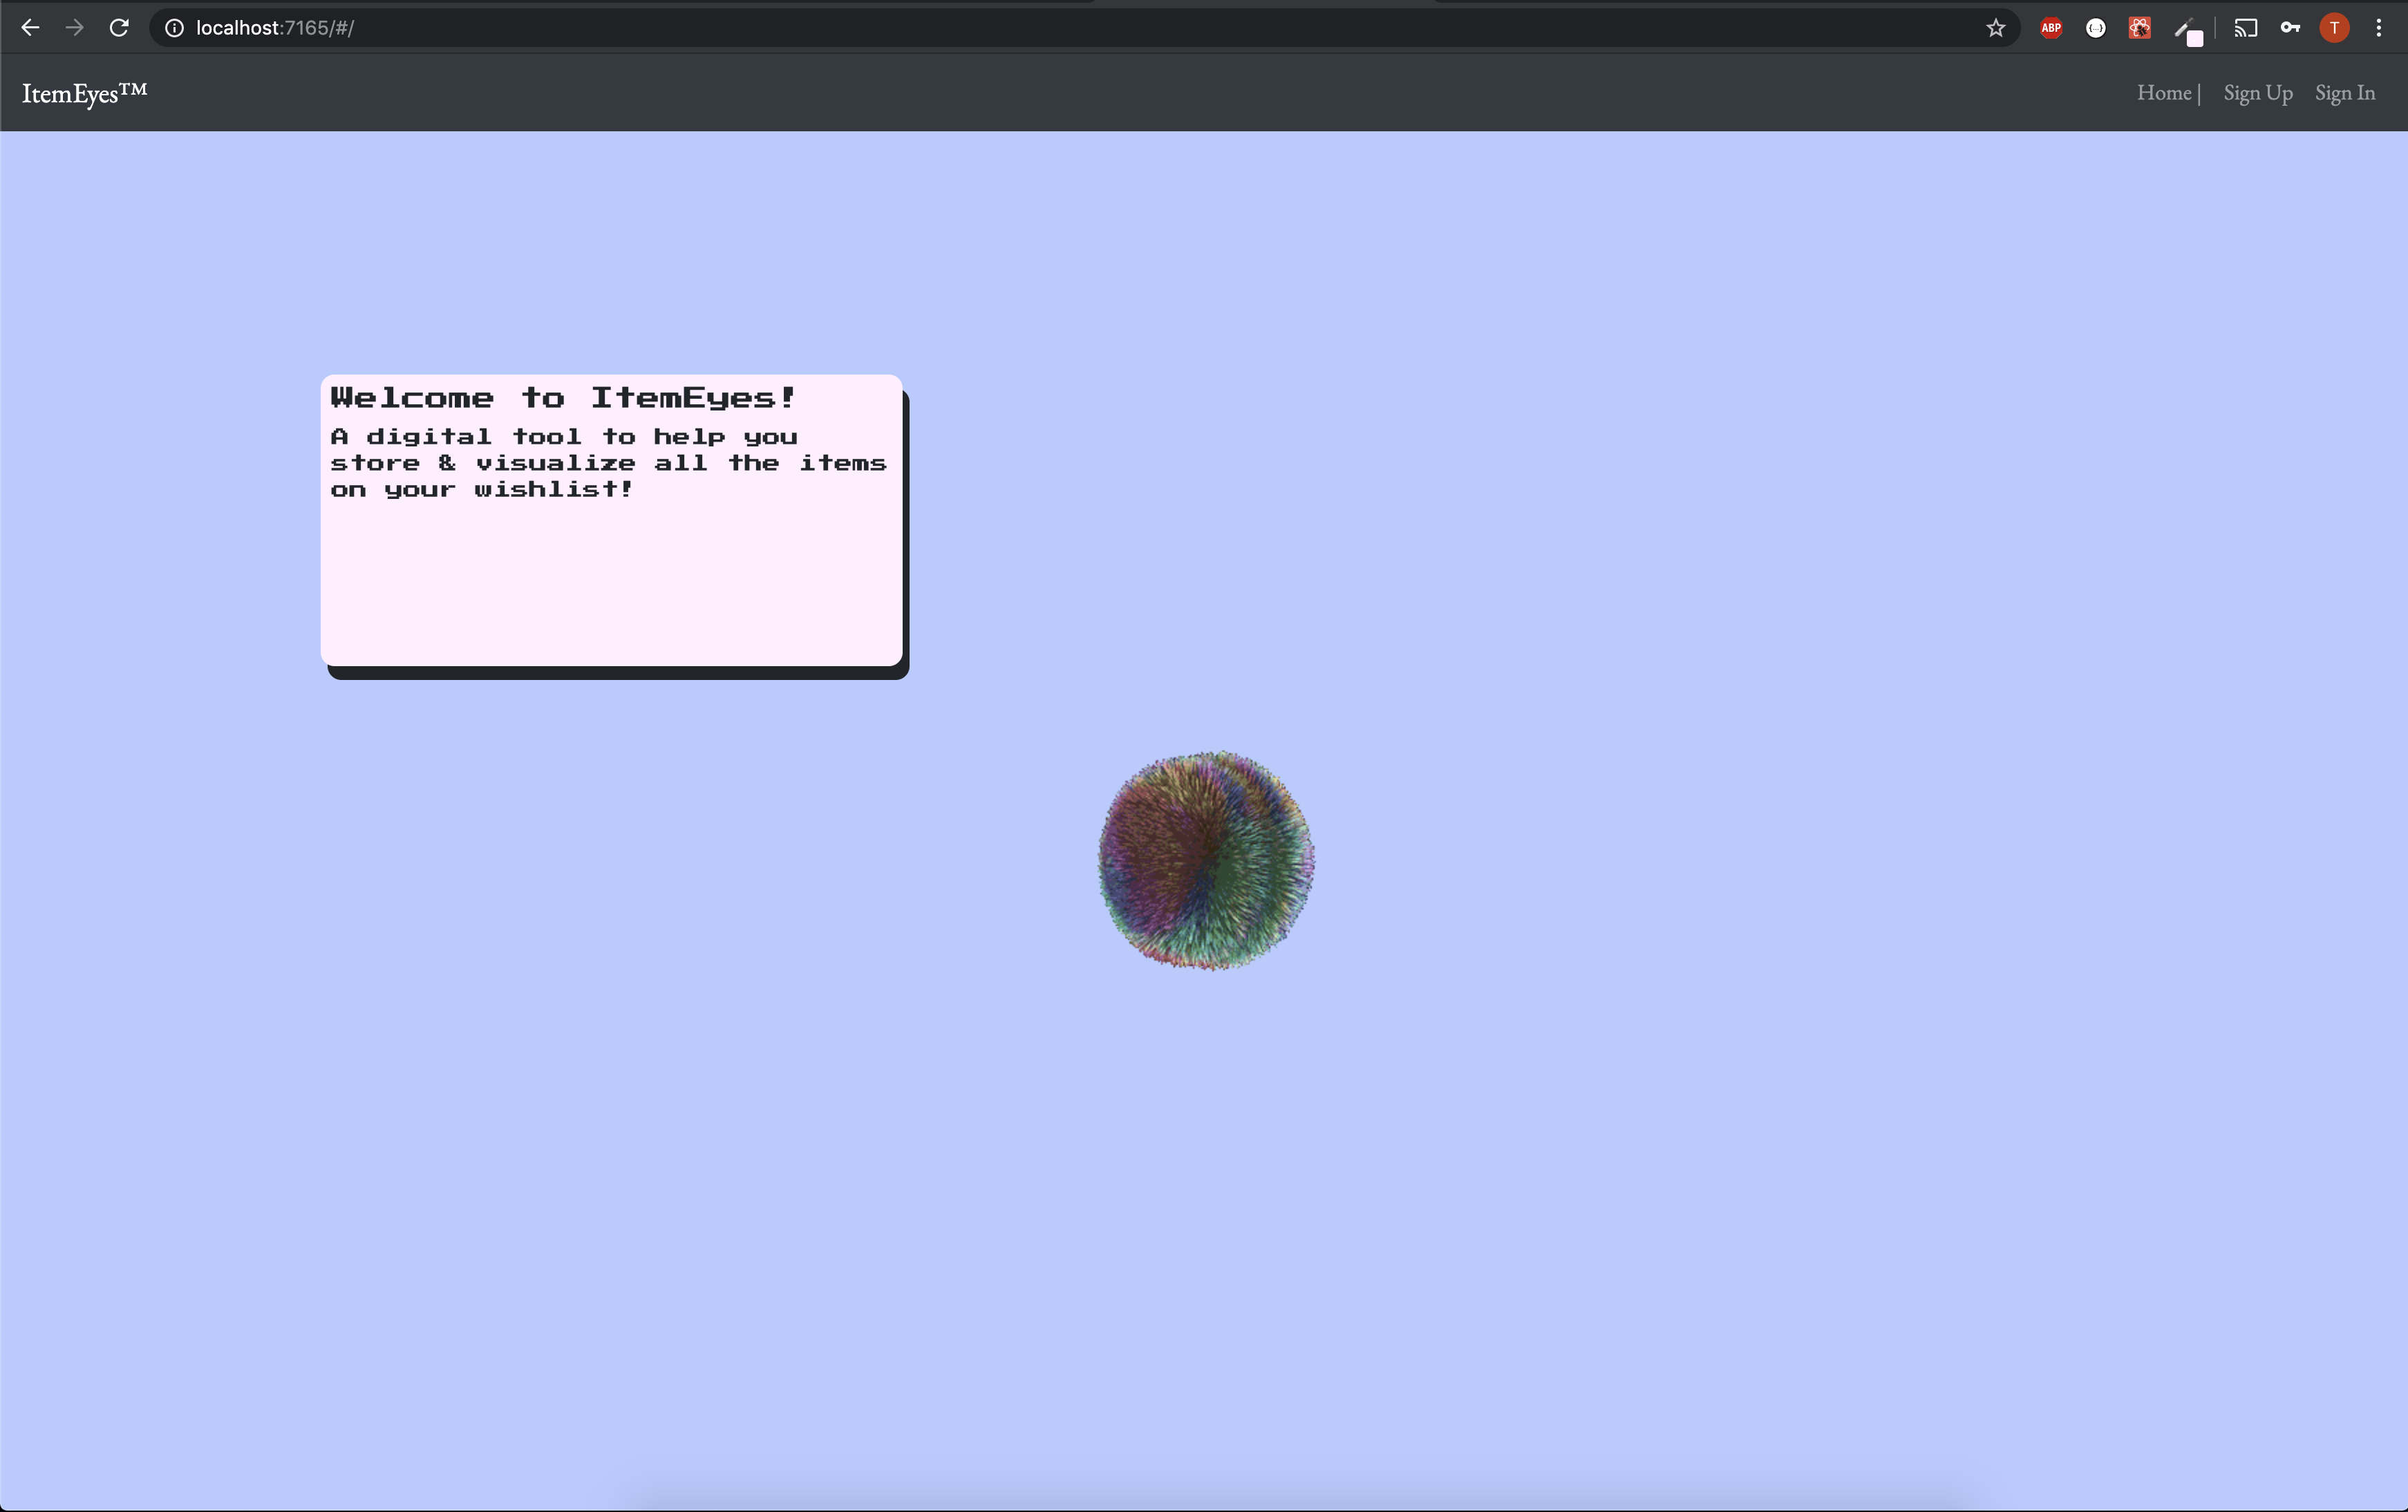 localhost:7165/#/
ABP
T
ItemEyes™
Home | Sign Up Sign In
Welcome to ItemEyes!
A digital tool to help you
store & visualize all the items
on your wishlist!